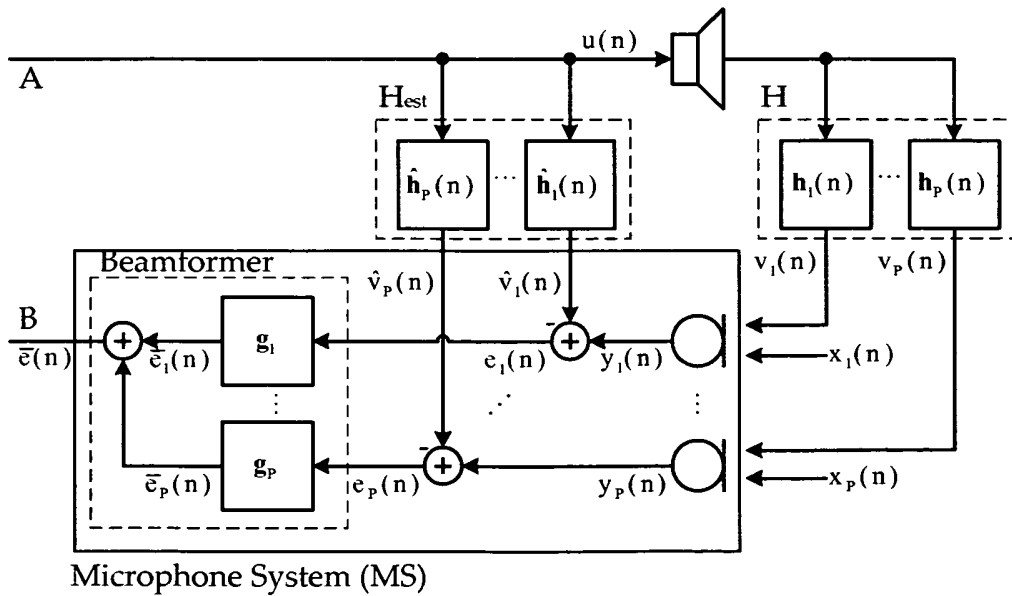 u(n)
A
H_est H
ĥ_P(n) ... ĥ_1(n) h_1(n) ... h_P(n)
Beamformer v̂_P(n) v̂_1(n) v_1(n) v_P(n)
B
ē(n) + ē_1(n) g_1 e_1(n) - + y_1(n) x_1(n)
... ... ...
ē_P(n) g_P e_P(n) - + y_P(n) x_P(n)
Microphone System (MS)